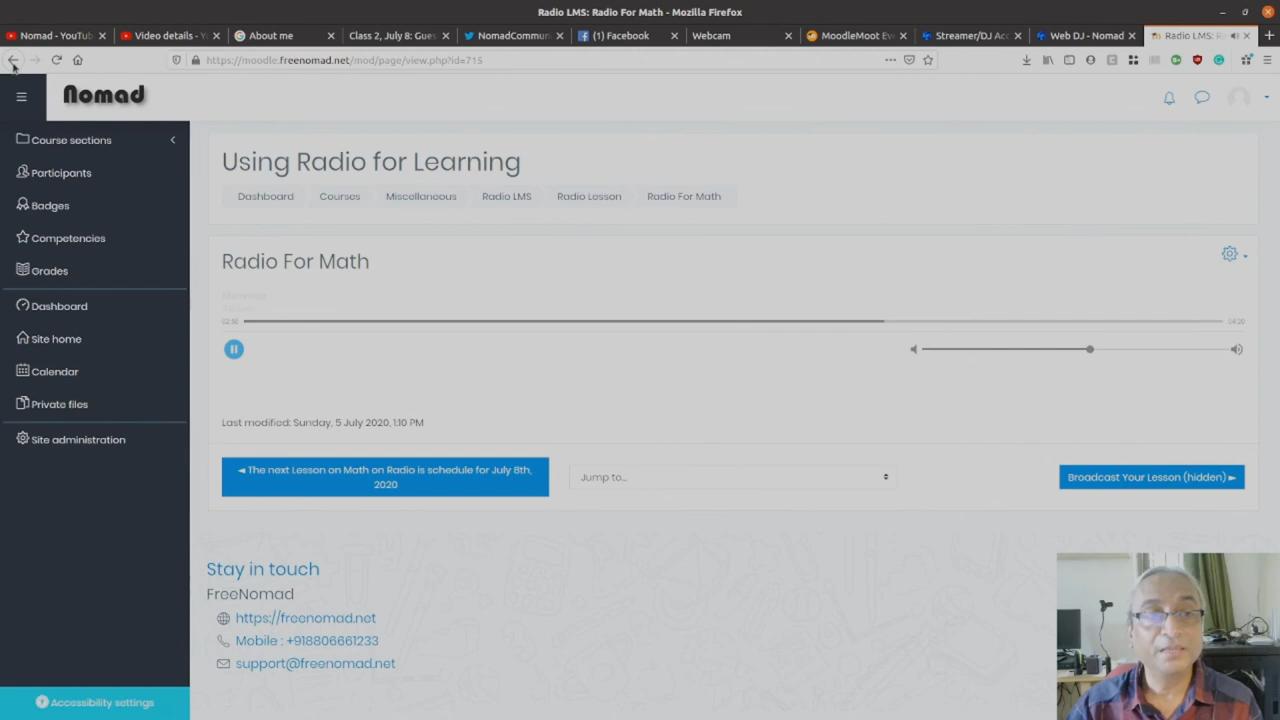 Radio LMS: Radio For Math - Mozilla Firefox
Nomad - YouTub
Video details - Yo
About me
Class 2, July 8: Gues
NomadCommun
(1) Facebook
Webcam
MoodleMoot Ev
Streamer/DJ Acc
Web DJ - Nomad
Radio LMS: R
https://moodle.freenomad.net/mod/page/view.php?id=715
Nomad
Course sections
Participants
Badges
Competencies
Grades
Dashboard
Site home
Calendar
Private files
Site administration
Accessibility settings
Using Radio for Learning
Dashboard Courses Miscellaneous Radio LMS Radio Lesson Radio For Math
Radio For Math
04:20
Last modified: Sunday, 5 July 2020, 1:10 PM
◄ The next Lesson on Math on Radio is schedule for July 8th,
2020
Jump to...
Broadcast Your Lesson (hidden) ►
Stay in touch
FreeNomad
https://freenomad.net
Mobile : +918806661233
support@freenomad.net